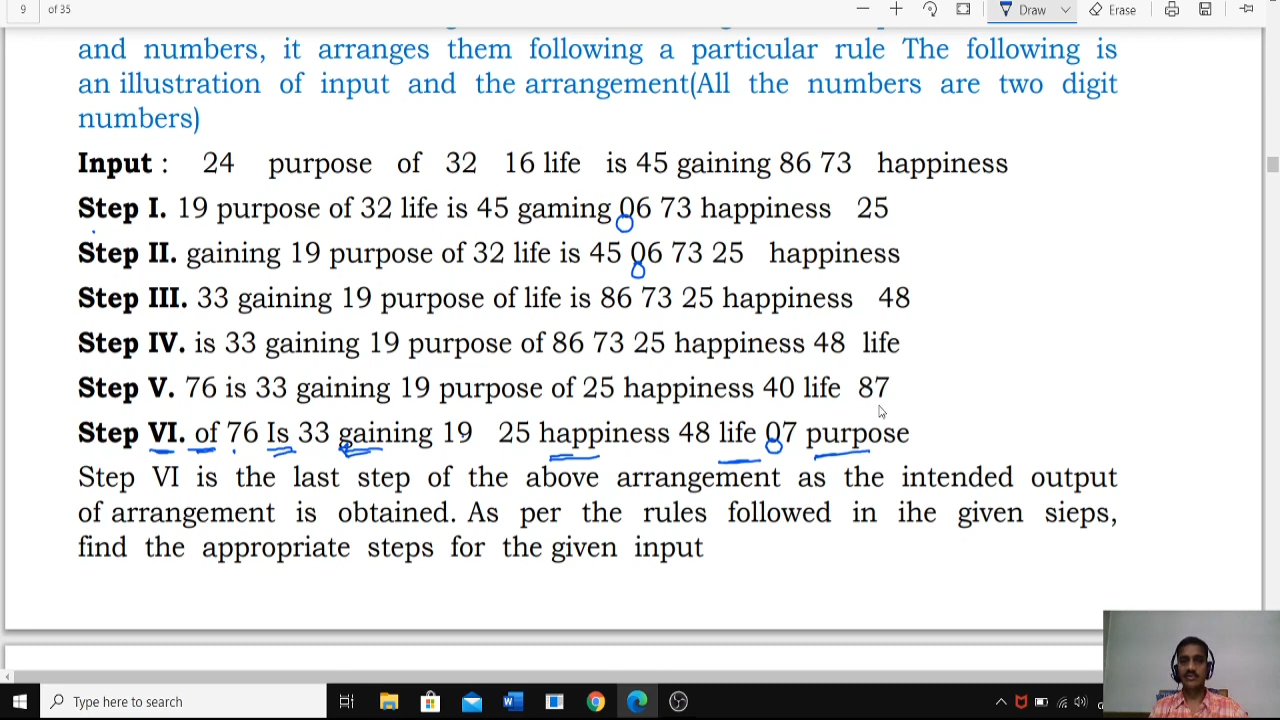 9 of 35 Draw Erase
and numbers, it arranges them following a particular rule The following is
an illustration of input and the arrangement(All the numbers are two digit
numbers)
Input : 24 purpose of 32 16 life is 45 gaining 86 73 happiness
Step I. 19 purpose of 32 life is 45 gaming 06 73 happiness 25
Step II. gaining 19 purpose of 32 life is 45 06 73 25 happiness
Step III. 33 gaining 19 purpose of life is 86 73 25 happiness 48
Step IV. is 33 gaining 19 purpose of 86 73 25 happiness 48 life
Step V. 76 is 33 gaining 19 purpose of 25 happiness 40 life 87
Step VI. of 76 Is 33 gaining 19 25 happiness 48 life 07 purpose
Step VI is the last step of the above arrangement as the intended output
of arrangement is obtained. As per the rules followed in ihe given sieps,
find the appropriate steps for the given input
Type here to search